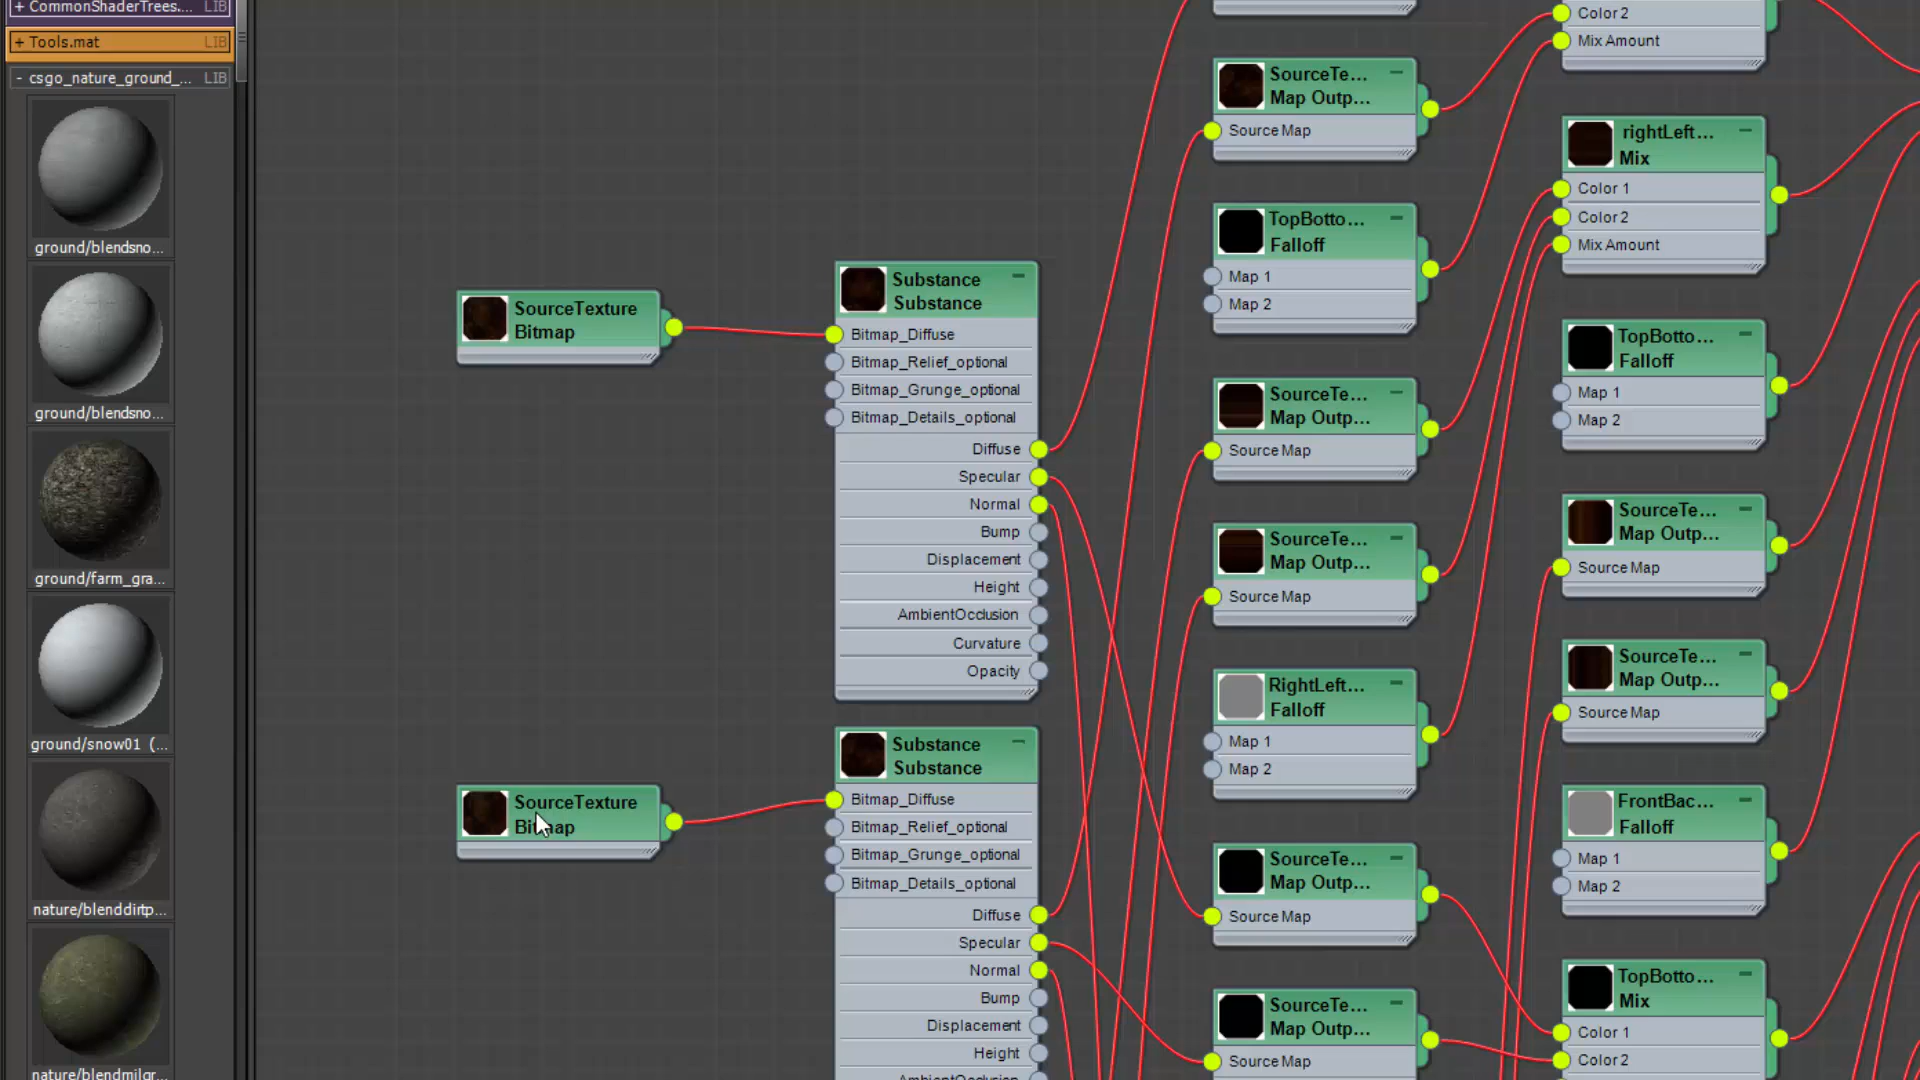 + CommonShaderTrees.... LIB
+ Tools.mat LIB
- csgo_nature_ground_... LIB
ground/blendsno...
ground/blendsno...
ground/farm_gra...
ground/snow01 (...
nature/blenddirtp...
nature/blendmilgr...
SourceTexture
Bitmap
SourceTexture
Bitmap
Substance
Substance
Bitmap_Diffuse
Bitmap_Relief_optional
Bitmap_Grunge_optional
Bitmap_Details_optional
Diffuse
Specular
Normal
Bump
Displacement
Height
AmbientOcclusion
Curvature
Opacity
Substance
Substance
Bitmap_Diffuse
Bitmap_Relief_optional
Bitmap_Grunge_optional
Bitmap_Details_optional
Diffuse
Specular
Normal
Bump
Displacement
Height
AmbientOcclusion
SourceTe...
Map Outp...
Source Map
TopBotto...
Falloff
Map 1
Map 2
SourceTe...
Map Outp...
Source Map
SourceTe...
Map Outp...
Source Map
RightLeft...
Falloff
Map 1
Map 2
SourceTe...
Map Outp...
Source Map
SourceTe...
Map Outp...
Source Map
Color 2
Mix Amount
rightLeft...
Mix
Color 1
Color 2
Mix Amount
TopBotto...
Falloff
Map 1
Map 2
SourceTe...
Map Outp...
Source Map
SourceTe...
Map Outp...
Source Map
FrontBac...
Falloff
Map 1
Map 2
TopBotto...
Mix
Color 1
Color 2